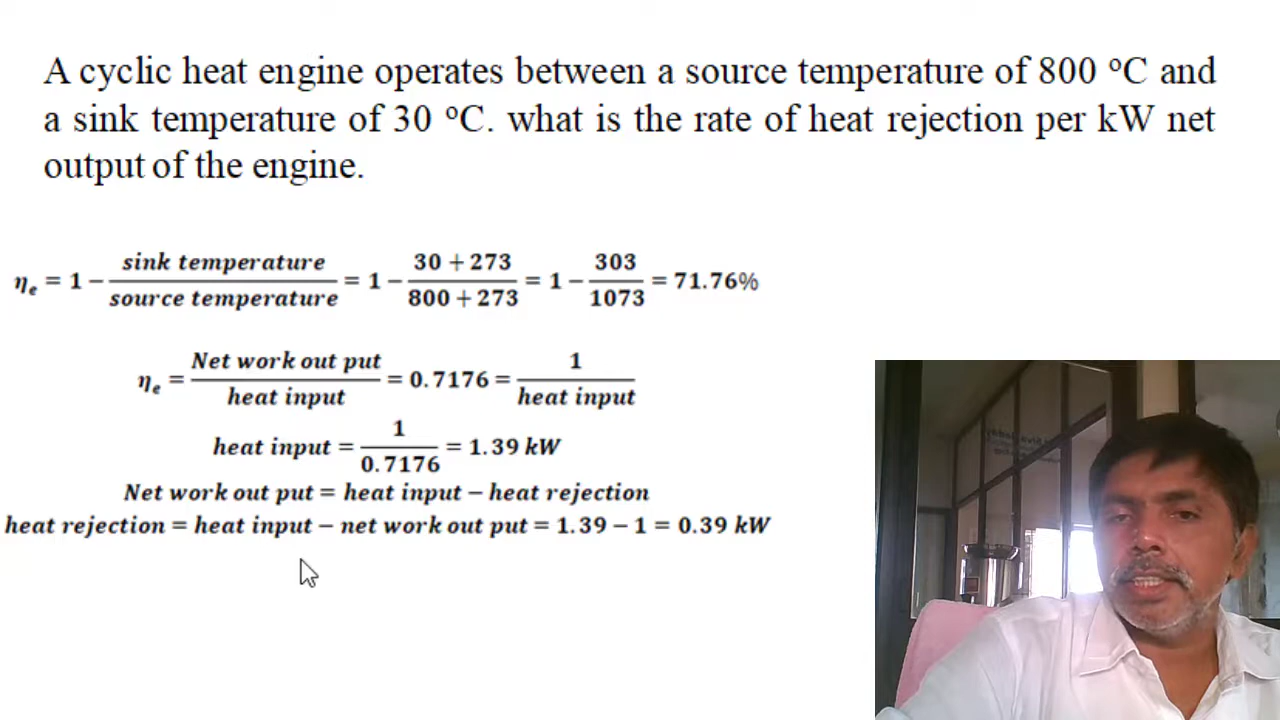 A cyclic heat engine operates between a source temperature of 800 ºC and
a sink temperature of 30 ºC. what is the rate of heat rejection per kW net
output of the engine.
ηₑ = 1 − sink temperature / source temperature = 1 − 30 + 273 / 800 + 273 = 1 − 303 / 1073 = 71.76%
ηₑ = Net work out put / heat input = 0.7176 = 1 / heat input
heat input = 1 / 0.7176 = 1.39 kW
Net work out put = heat input − heat rejection
heat rejection = heat input − net work out put = 1.39 − 1 = 0.39 kW